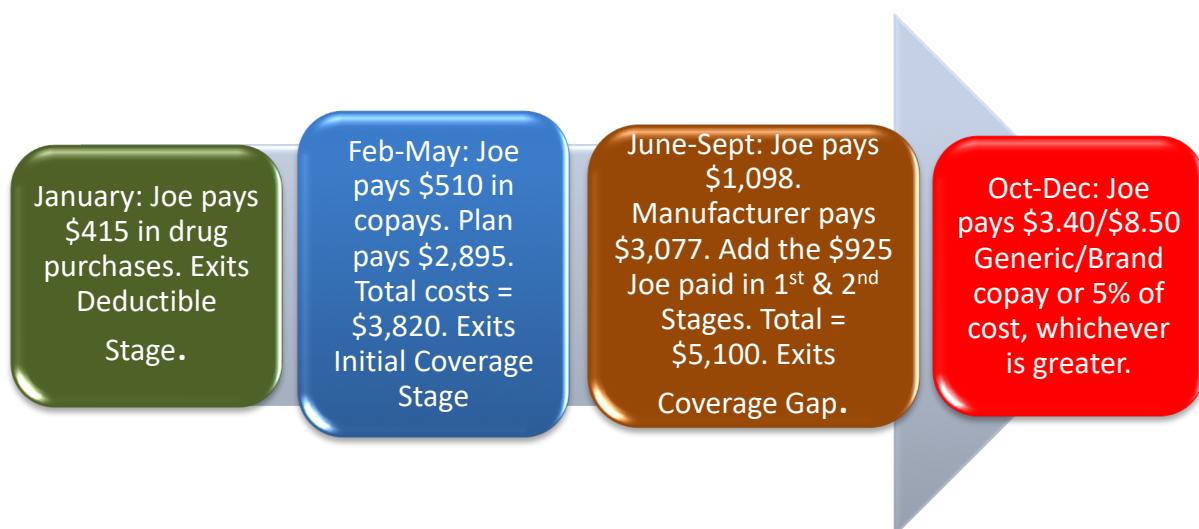 January: Joe pays
$415 in drug
purchases. Exits
Deductible
Stage.
Feb-May: Joe
pays $510 in
copays. Plan
pays $2,895.
Total costs =
$3,820. Exits
Initial Coverage
Stage
June-Sept: Joe pays
$1,098.
Manufacturer pays
$3,077. Add the $925
Joe paid in 1st & 2nd
Stages. Total =
$5,100. Exits
Coverage Gap.
Oct-Dec: Joe
pays $3.40/$8.50
Generic/Brand
copay or 5% of
cost, whichever
is greater.